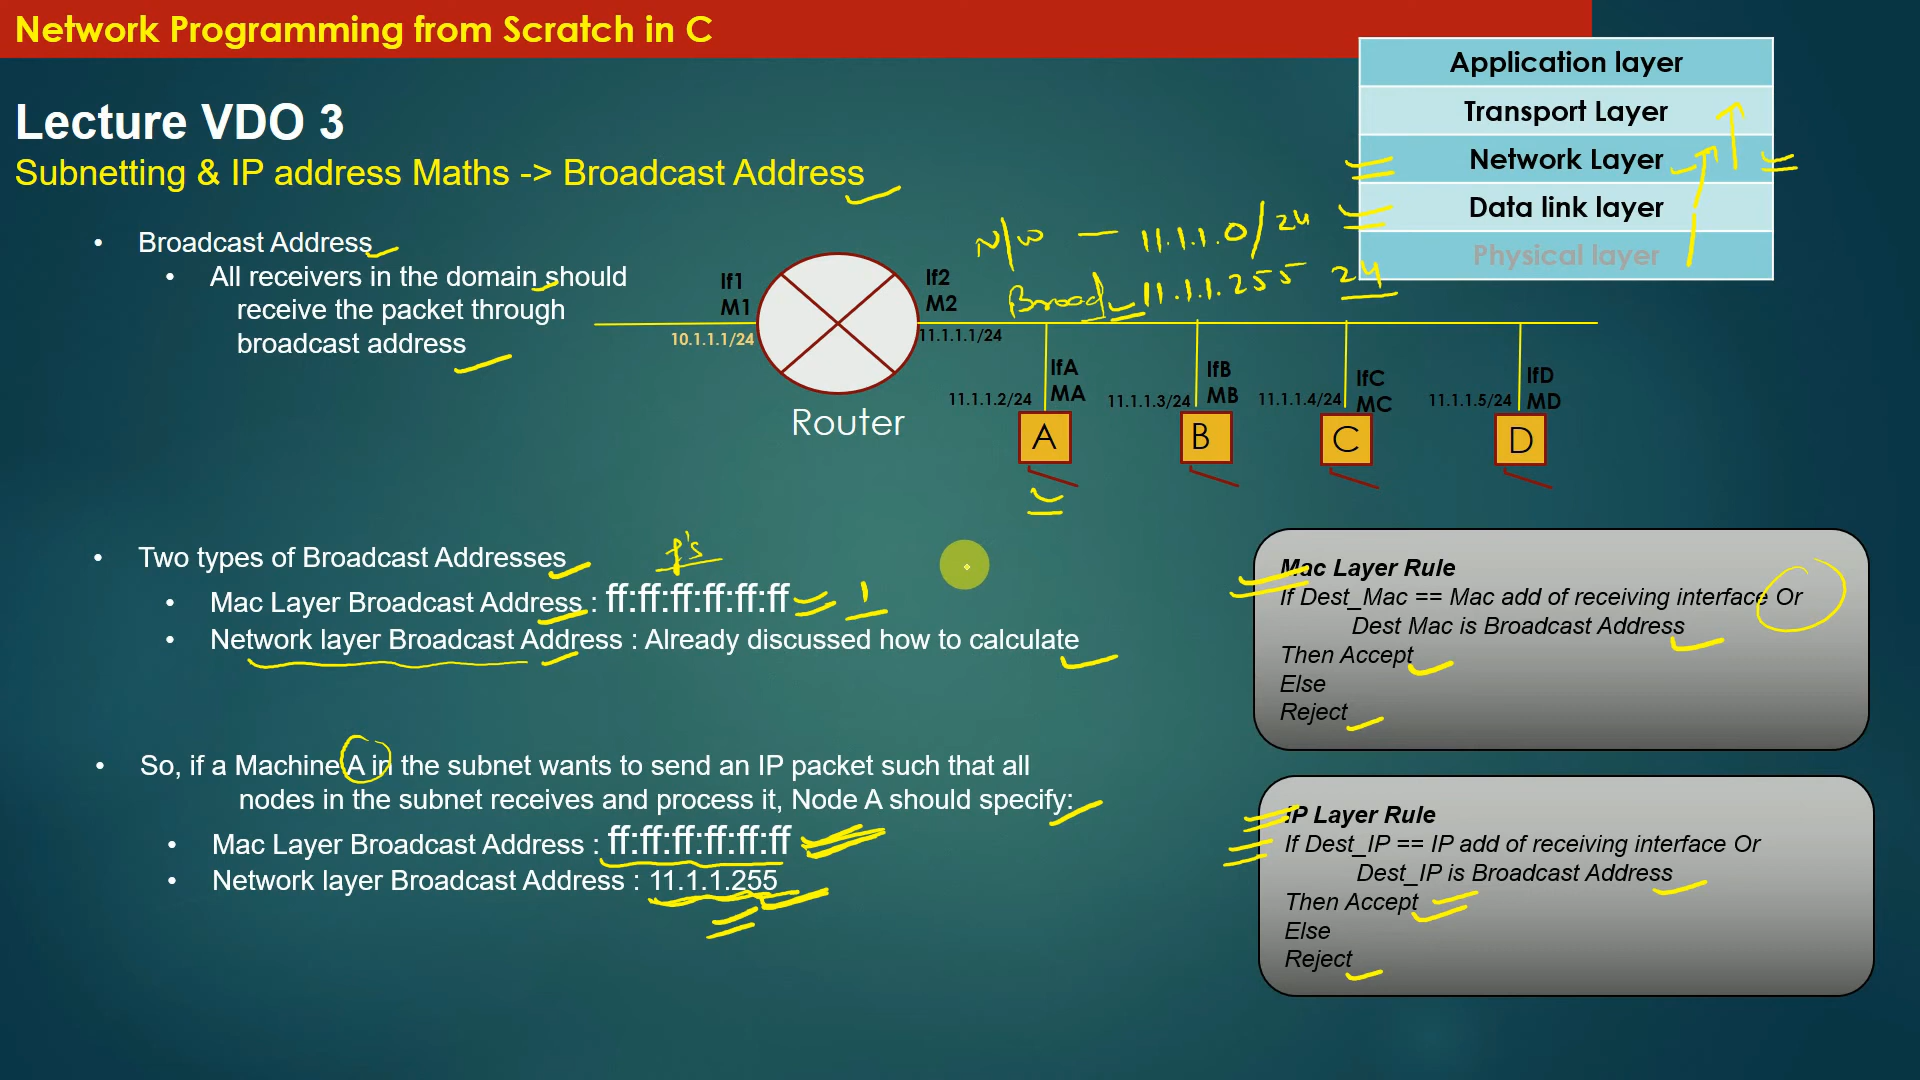 Network Programming from Scratch in C
Application layer
Transport Layer
Network Layer
Data link layer
Physical layer
Lecture VDO 3
Subnetting & IP address Maths -> Broadcast Address
• Broadcast Address
• All receivers in the domain should
receive the packet through
broadcast address
N/W — 11.1.1.0/24
Broad 11.1.1.255 24
If1
M1
10.1.1.1/24
If2
M2
11.1.1.1/24
Router
IfA
11.1.1.2/24 MA
A
IfB
11.1.1.3/24 MB
B
IfC
11.1.1.4/24 MC
C
IfD
11.1.1.5/24 MD
D
f's
• Two types of Broadcast Addresses
• Mac Layer Broadcast Address : ff:ff:ff:ff:ff:ff 1
• Network layer Broadcast Address : Already discussed how to calculate
• So, if a Machine A in the subnet wants to send an IP packet such that all
nodes in the subnet receives and process it, Node A should specify:
• Mac Layer Broadcast Address : ff:ff:ff:ff:ff:ff
• Network layer Broadcast Address : 11.1.1.255
Mac Layer Rule
If Dest_Mac == Mac add of receiving interface Or
Dest Mac is Broadcast Address
Then Accept
Else
Reject
IP Layer Rule
If Dest_IP == IP add of receiving interface Or
Dest_IP is Broadcast Address
Then Accept
Else
Reject